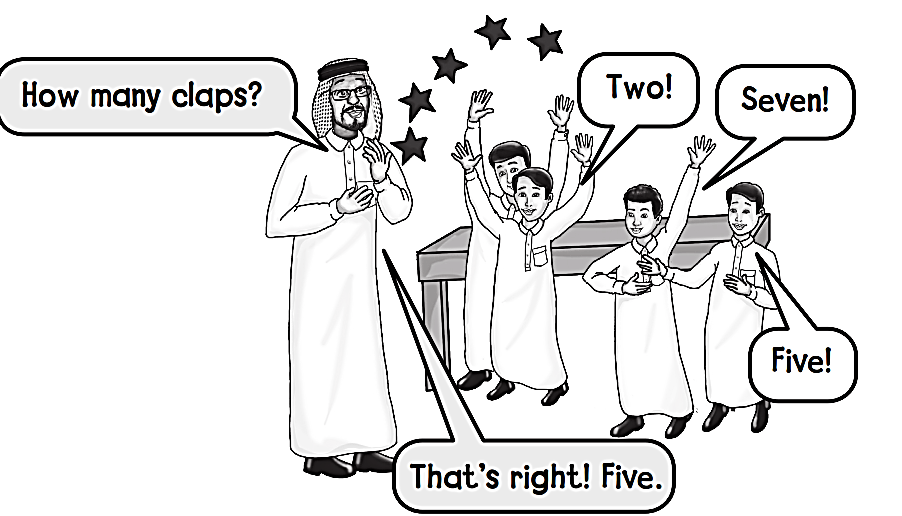 How many claps?
Two!
Seven!
Five!
That's right! Five.